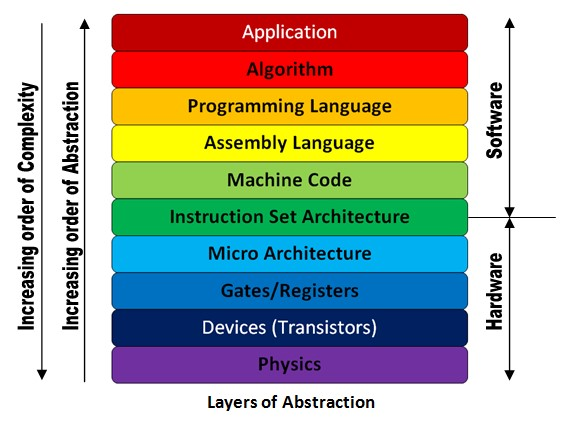 Increasing order of Complexity
Increasing order of Abstraction
Application
Algorithm
Programming Language
Assembly Language
Machine Code
Instruction Set Architecture
Micro Architecture
Gates/Registers
Devices (Transistors)
Physics
Software
Hardware
Layers of Abstraction